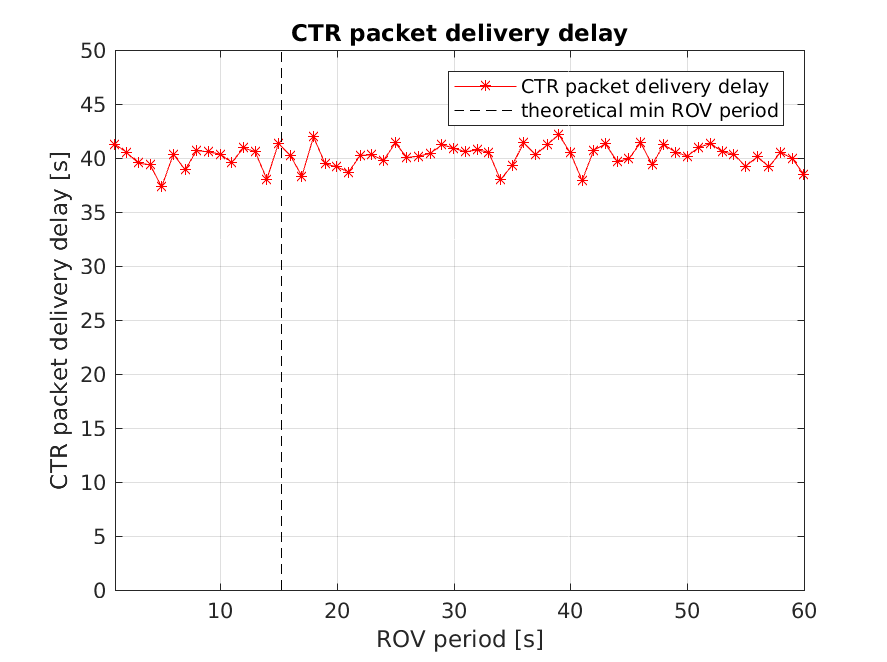 CTR packet delivery delay
CTR packet delivery delay
theoretical min ROV period
CTR packet delivery delay [s]
50
45
40
35
30
25
20
15
10
5
0
10 20 30 40 50 60
ROV period [s]